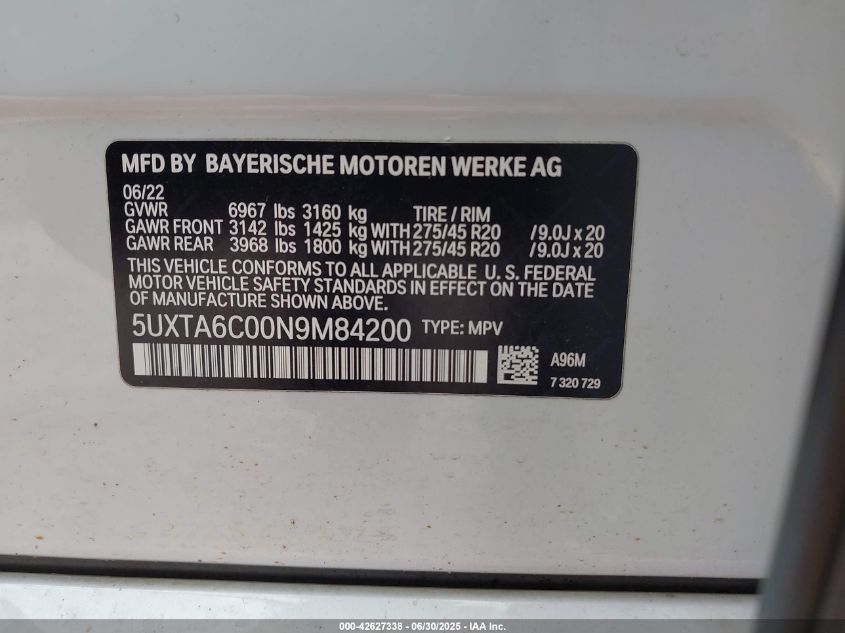 MFD BY BAYERISCHE MOTOREN WERKE AG
06/22
GVWR 6967 lbs 3160 kg TIRE / RIM
GAWR FRONT 3142 lbs 1425 kg WITH 275/45 R20 /9.0J x 20
GAWR REAR 3968 lbs 1800 kg WITH 275/45 R20 /9.0J x 20
THIS VEHICLE CONFORMS TO ALL APPLICABLE U. S. FEDERAL
MOTOR VEHICLE SAFETY STANDARDS IN EFFECT ON THE DATE
OF MANUFACTURE SHOWN ABOVE.
5UXTA6C00N9M84200 TYPE: MPV
A96M
7 320 729
000-42627338 - 06/30/2025 - IAA Inc.